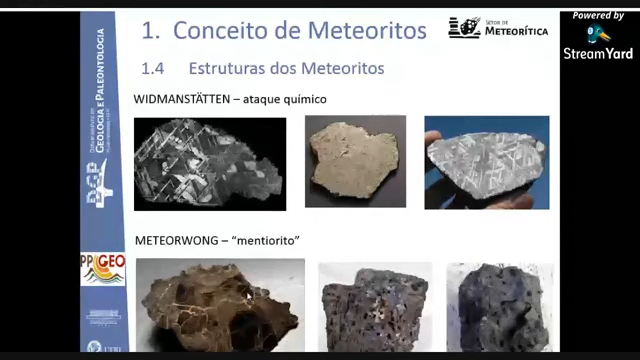 1. Conceito de Meteoritos
SETOR DE
METEORÍTICA
Powered by
StreamYard
1.4 Estruturas dos Meteoritos
WIDMANSTÄTTEN – ataque químico
METEORWONG – “mentiorito”
GEOLOGIA E PALEONTOLOGIA
DGP
PPGEO